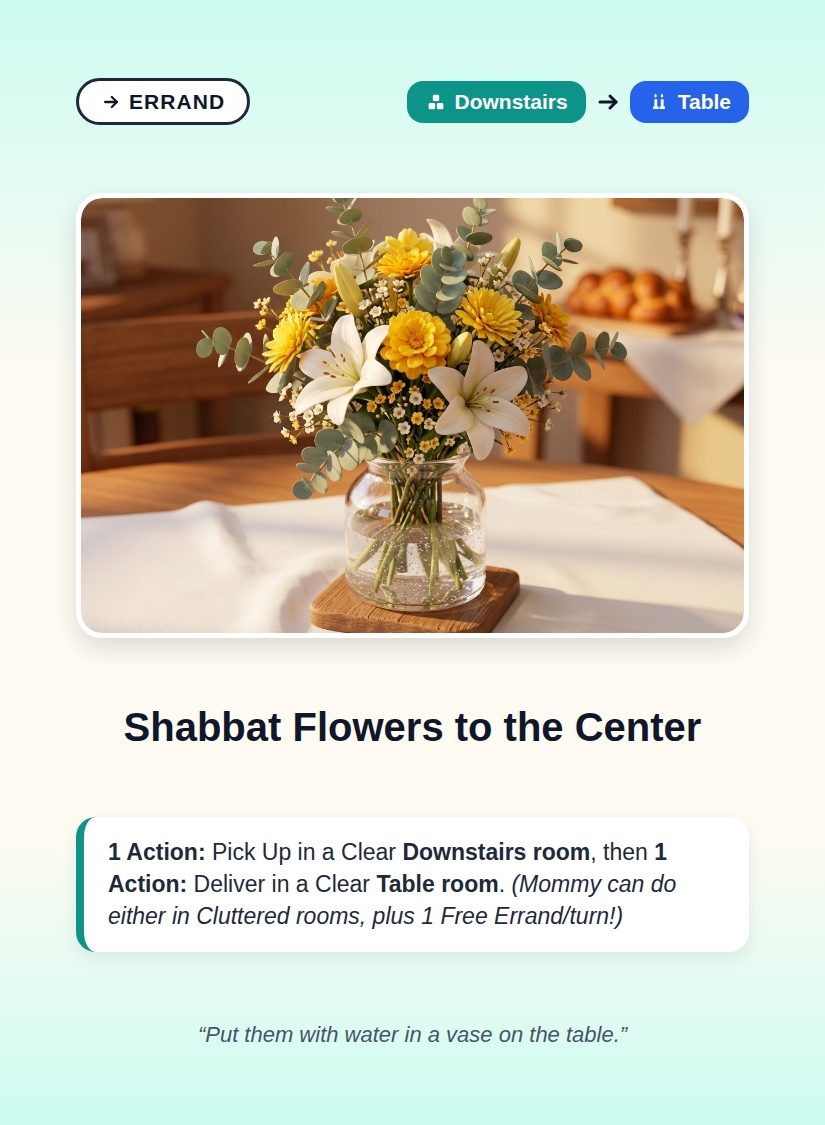 → ERRAND
Downstairs → Table
Shabbat Flowers to the Center
1 Action: Pick Up in a Clear Downstairs room, then 1
Action: Deliver in a Clear Table room. (Mommy can do
either in Cluttered rooms, plus 1 Free Errand/turn!)
“Put them with water in a vase on the table.”